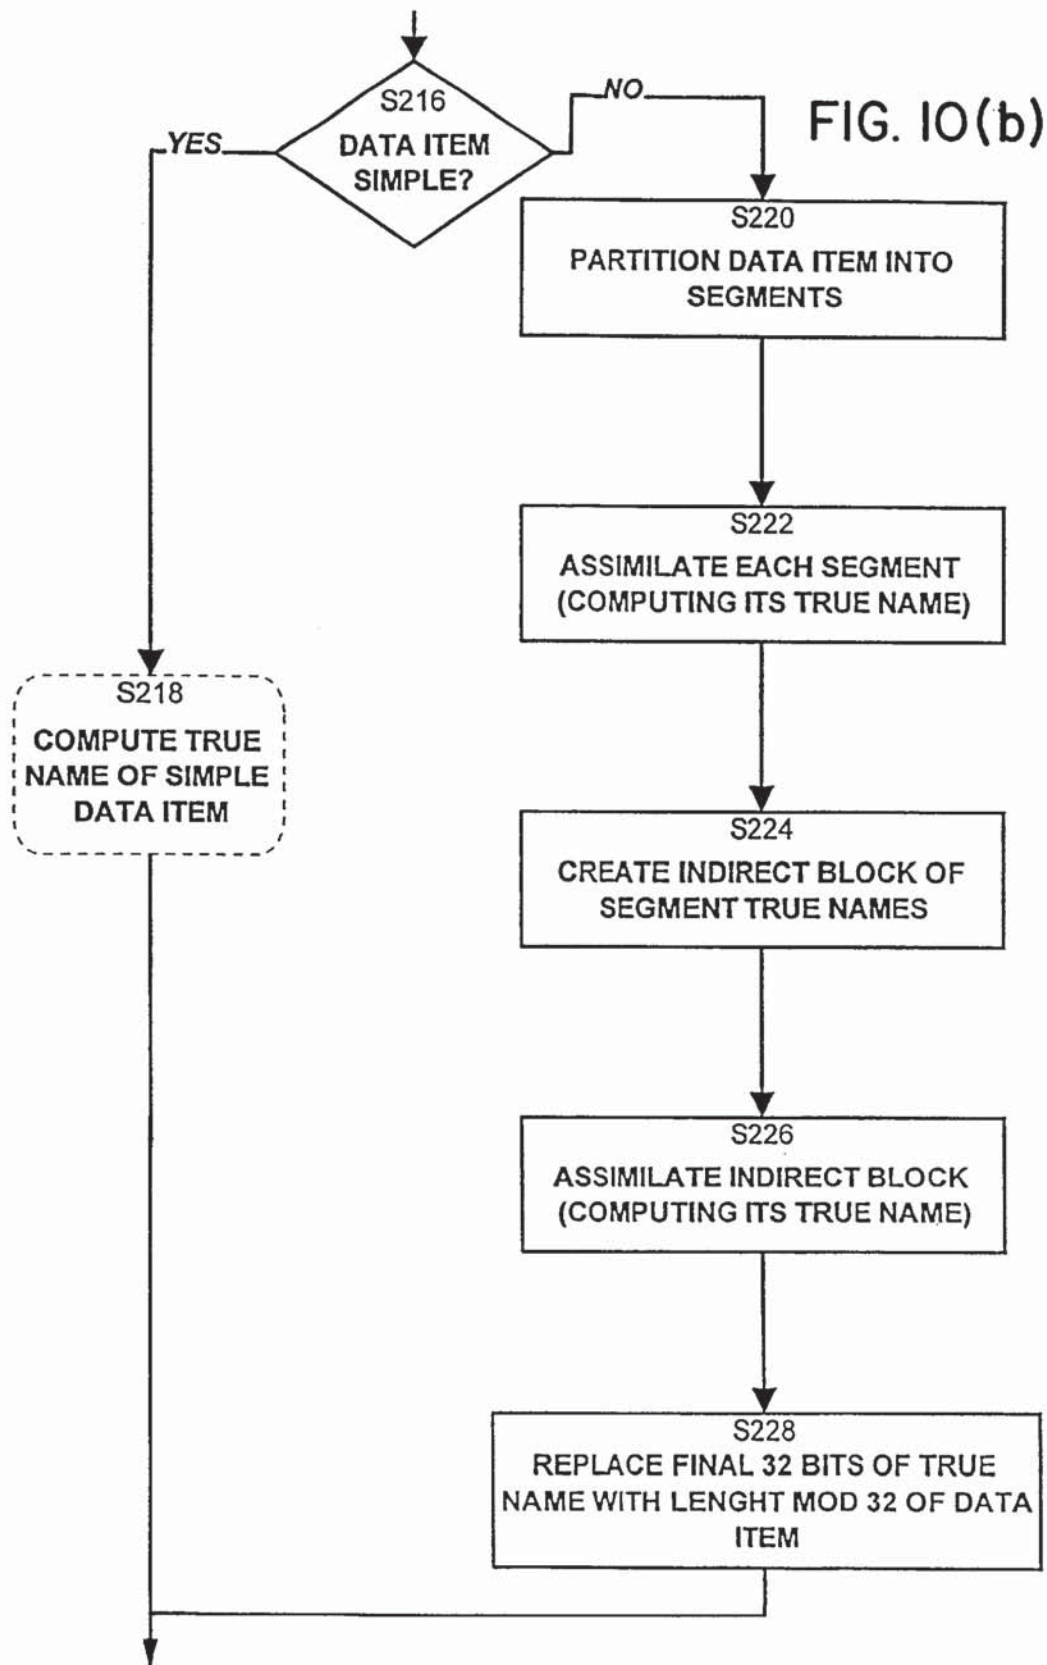 FIG. 10(b)
S216
DATA ITEM
SIMPLE?
YES
NO
S220
PARTITION DATA ITEM INTO
SEGMENTS
S222
ASSIMILATE EACH SEGMENT
(COMPUTING ITS TRUE NAME)
S218
COMPUTE TRUE
NAME OF SIMPLE
DATA ITEM
S224
CREATE INDIRECT BLOCK OF
SEGMENT TRUE NAMES
S226
ASSIMILATE INDIRECT BLOCK
(COMPUTING ITS TRUE NAME)
S228
REPLACE FINAL 32 BITS OF TRUE
NAME WITH LENGHT MOD 32 OF DATA
ITEM